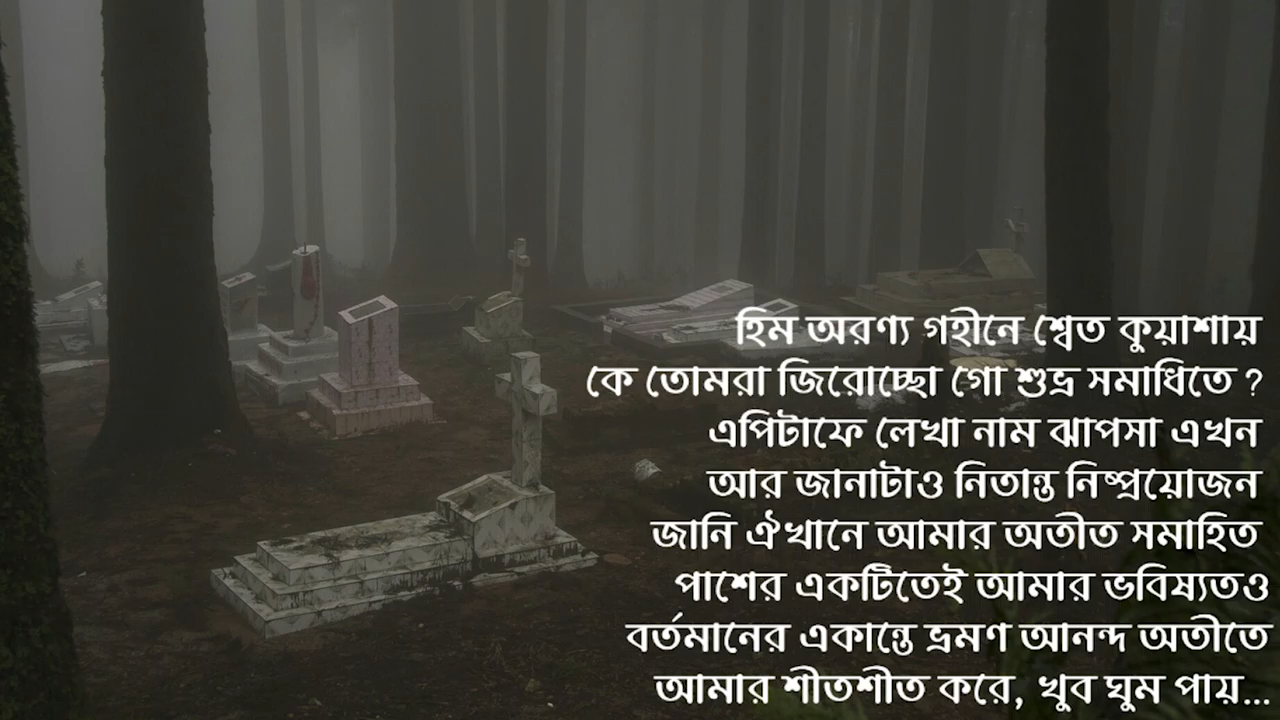 হিম অরণ্য গহীনে শ্বেত কুয়াশায়
কে তোমরা জিরোচ্ছো গো শুভ্র সমাধিতে ?
এপিটাফে লেখা নাম ঝাপসা এখন
আর জানাটাও নিতান্ত নিষ্প্রয়োজন
জানি ঐখানে আমার অতীত সমাহিত
পাশের একটিতেই আমার ভবিষ্যতও
বর্তমানের একান্তে ভ্রমণ আনন্দ অতীতে
আমার শীতশীত করে, খুব ঘুম পায়...